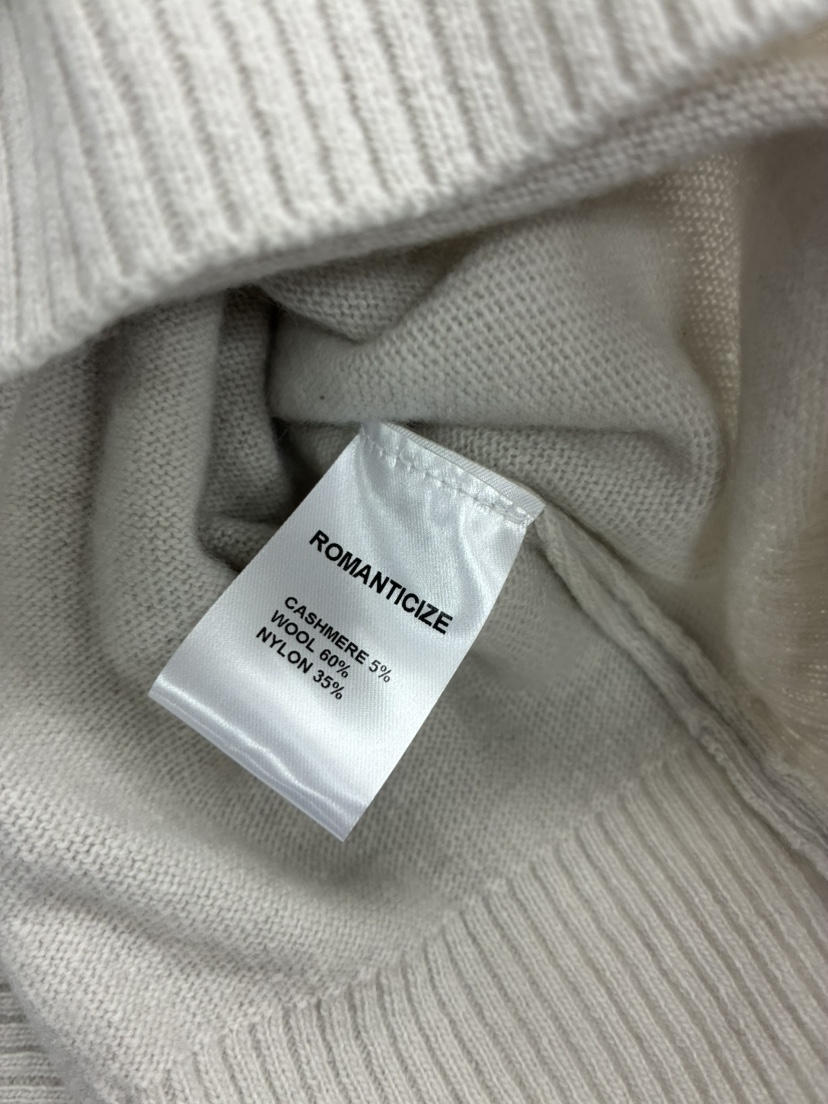 ROMANTICIZE
CASHMERE 5%
WOOL 60%
NYLON 35%